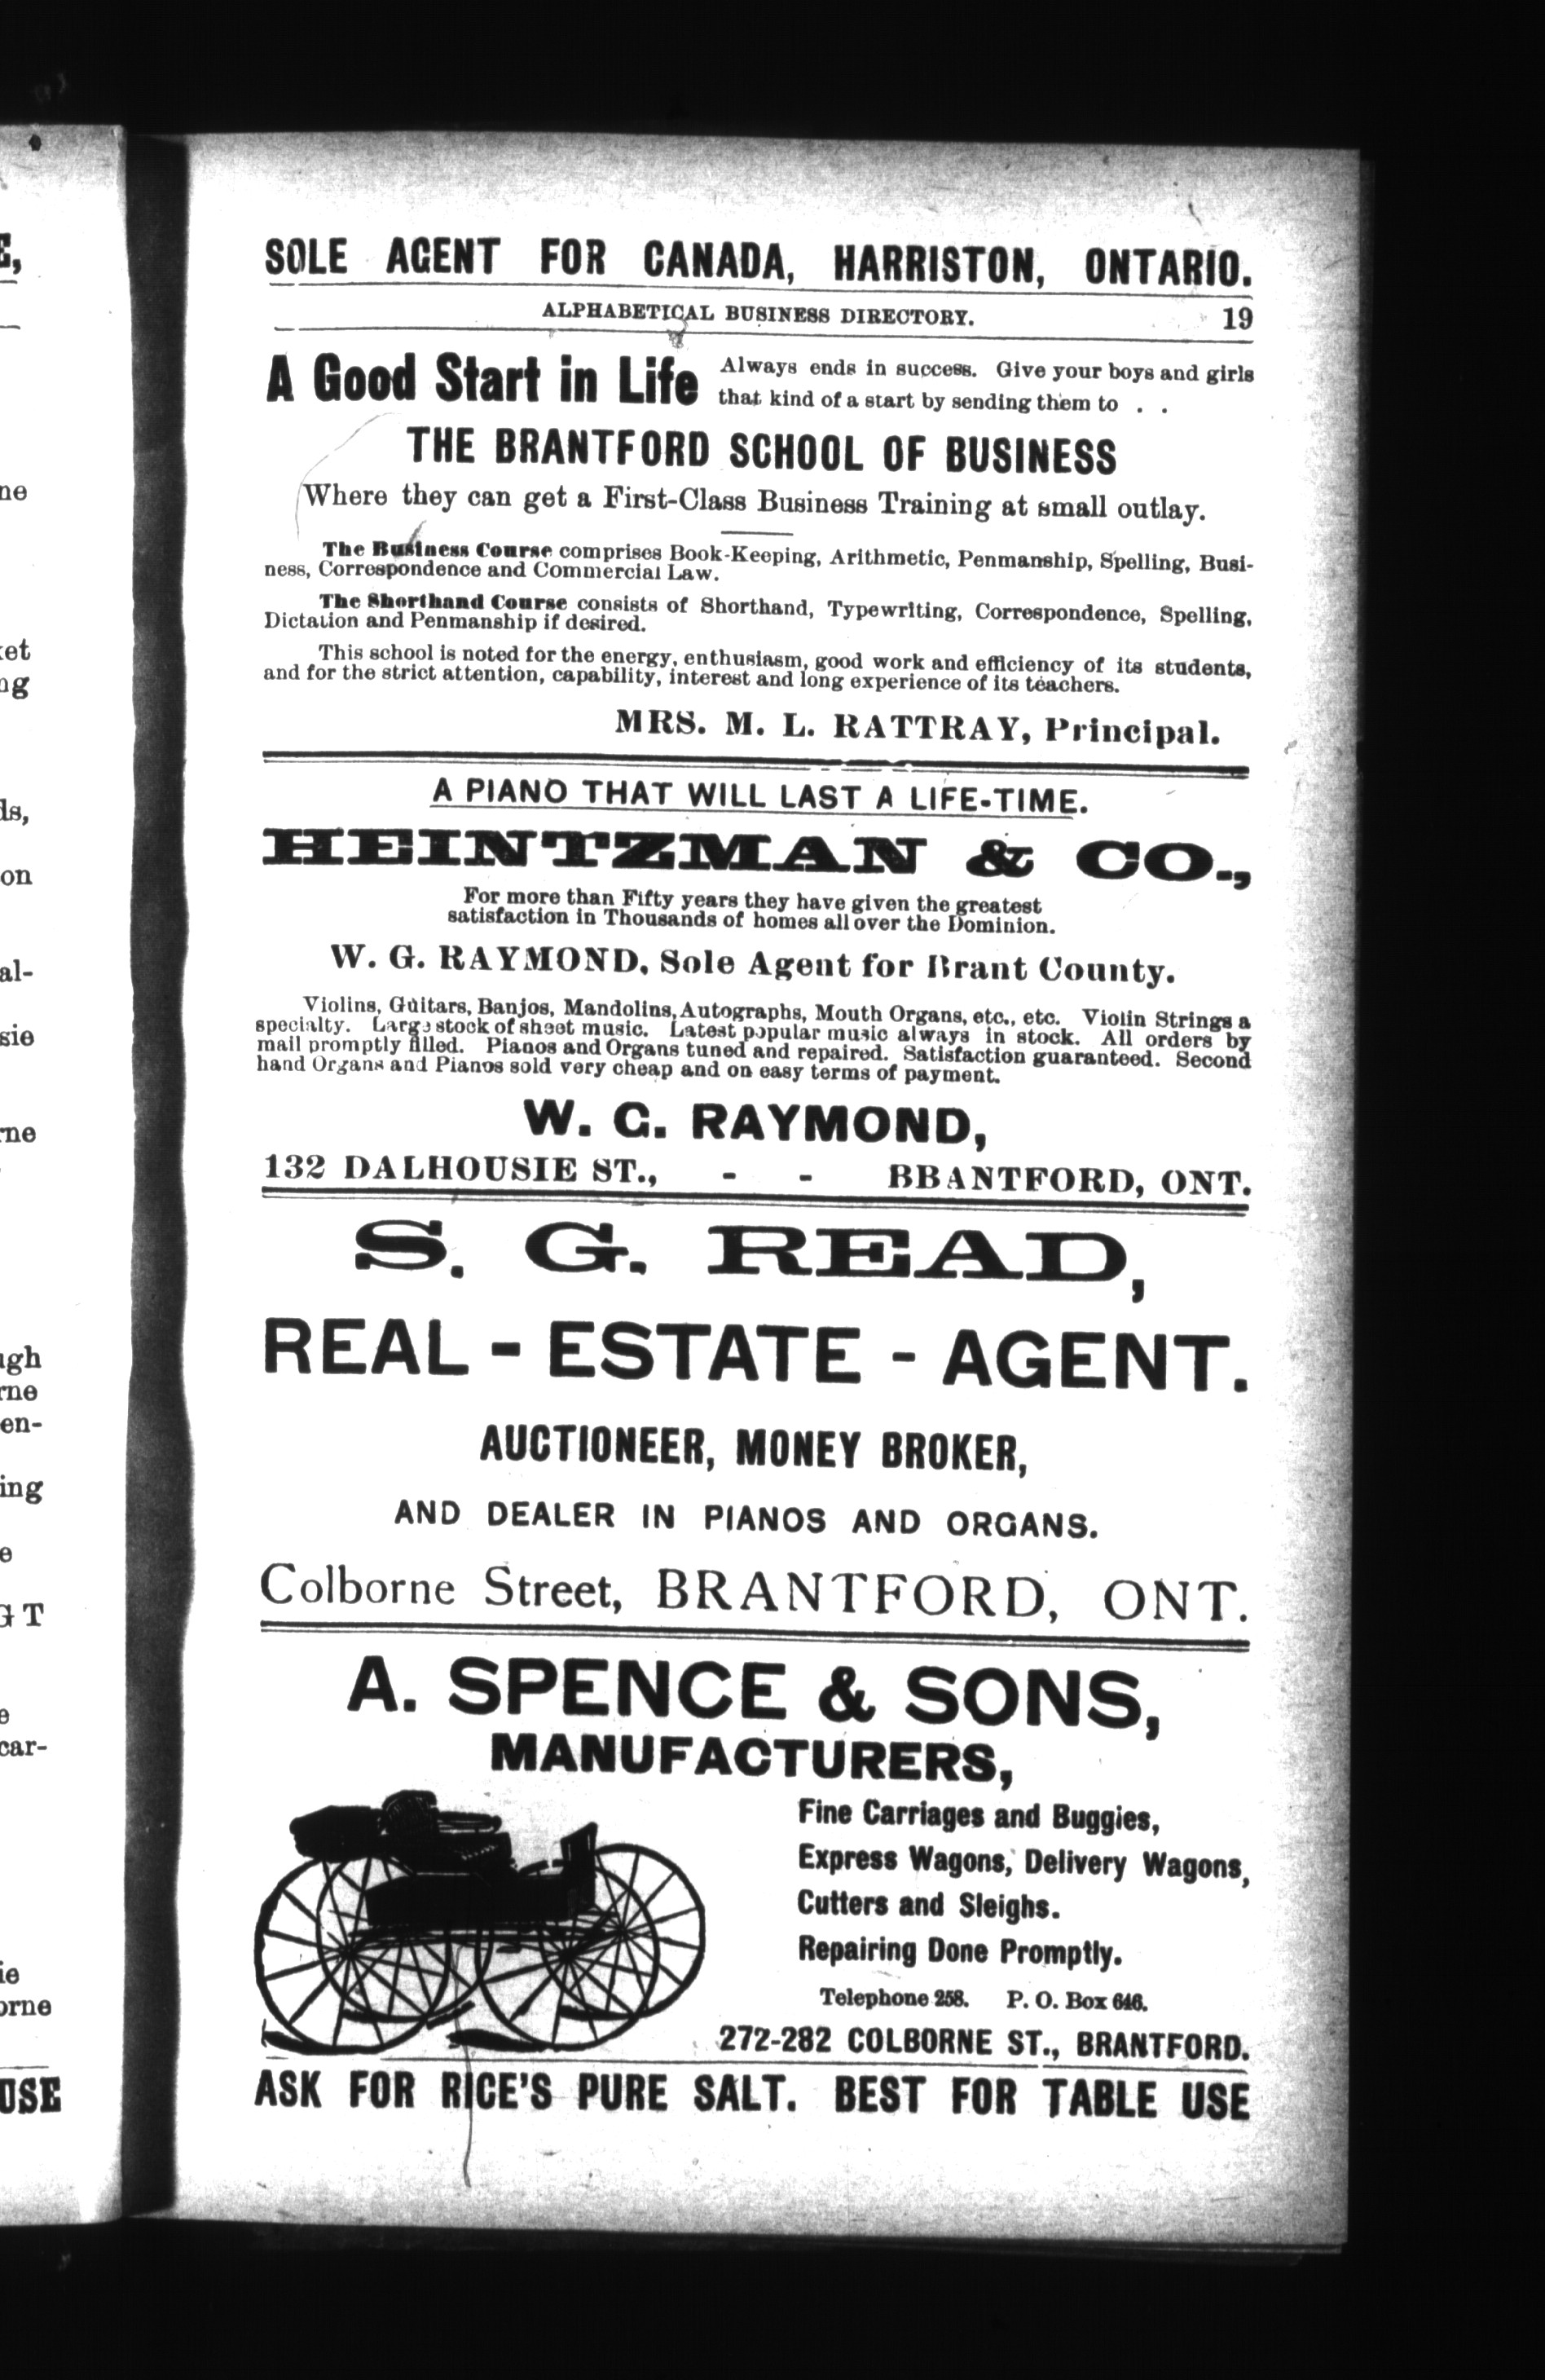 SOLE AGENT FOR CANADA, HARRISTON, ONTARIO.
ALPHABETICAL BUSINESS DIRECTORY. 19
A Good Start in Life Always ends in success. Give your boys and girls
that kind of a start by sending them to . .
THE BRANTFORD SCHOOL OF BUSINESS
Where they can get a First-Class Business Training at small outlay.
The Business Course comprises Book-Keeping, Arithmetic, Penmanship, Spelling, Busi-
ness, Correspondence and Commercial Law.
The Shorthand Course consists of Shorthand, Typewriting, Correspondence, Spelling,
Dictation and Penmanship if desired.
This school is noted for the energy, enthusiasm, good work and efficiency of its students,
and for the strict attention, capability, interest and long experience of its teachers.
MRS. M. L. RATTRAY, Principal.
A PIANO THAT WILL LAST A LIFE-TIME.
HEINTZMAN & CO.,
For more than Fifty years they have given the greatest
satisfaction in Thousands of homes all over the Dominion.
W. G. RAYMOND, Sole Agent for Brant County.
Violins, Guitars, Banjos, Mandolins, Autographs, Mouth Organs, etc., etc. Violin Strings a
specialty. Large stock of sheet music. Latest popular music always in stock. All orders by
mail promptly filled. Pianos and Organs tuned and repaired. Satisfaction guaranteed. Second
hand Organs and Pianos sold very cheap and on easy terms of payment.
W. G. RAYMOND,
132 DALHOUSIE ST., - - BBANTFORD, ONT.
S. G. READ,
REAL - ESTATE - AGENT.
AUCTIONEER, MONEY BROKER,
AND DEALER IN PIANOS AND ORGANS.
Colborne Street, BRANTFORD, ONT.
A. SPENCE & SONS,
MANUFACTURERS,
Fine Carriages and Buggies,
Express Wagons, Delivery Wagons,
Cutters and Sleighs.
Repairing Done Promptly.
Telephone 258. P. O. Box 646.
272-282 COLBORNE ST., BRANTFORD.
ASK FOR RICE'S PURE SALT. BEST FOR TABLE USE